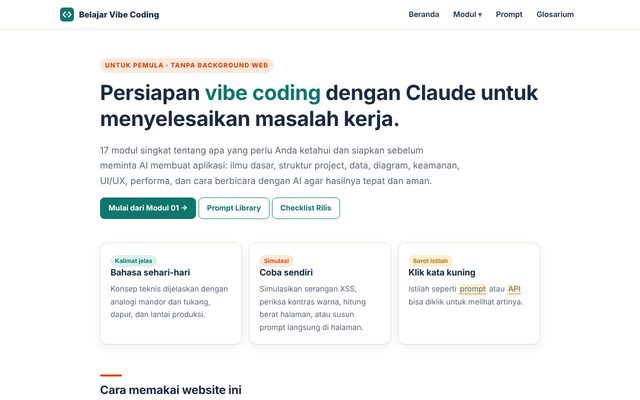 Belajar Vibe Coding
Beranda Modul ▾ Prompt Glosarium
UNTUK PEMULA · TANPA BACKGROUND WEB
Persiapan vibe coding dengan Claude untuk
menyelesaikan masalah kerja.
17 modul singkat tentang apa yang perlu Anda ketahui dan siapkan sebelum
meminta AI membuat aplikasi: ilmu dasar, struktur project, data, diagram, keamanan,
UI/UX, performa, dan cara berbicara dengan AI agar hasilnya tepat dan aman.
Mulai dari Modul 01 →
Prompt Library
Checklist Rilis
Kalimat jelas
Bahasa sehari-hari
Konsep teknis dijelaskan dengan
analogi mandor dan tukang,
dapur, dan lantai produksi.
Simulasi
Coba sendiri
Simulasikan serangan XSS,
periksa kontras warna, hitung
berat halaman, atau susun
prompt langsung di halaman.
Sorot istilah
Klik kata kuning
Istilah seperti prompt atau API
bisa diklik untuk melihat artinya.
Cara memakai website ini